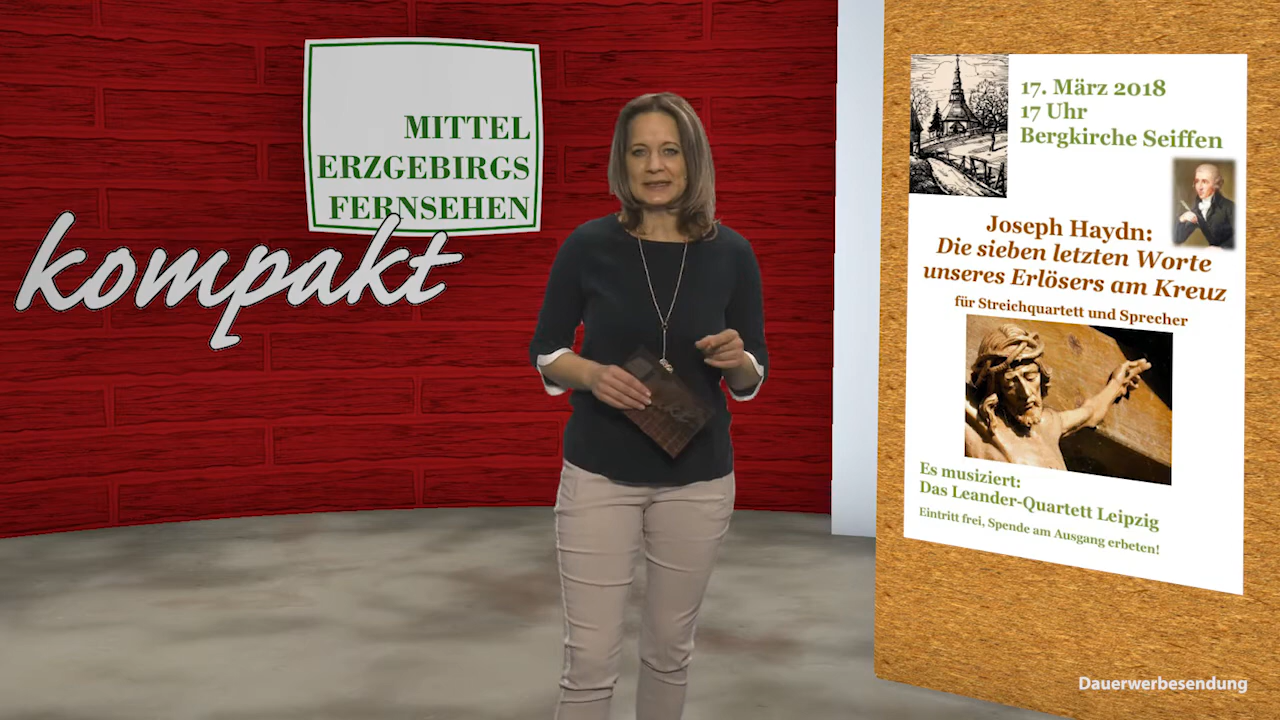 MITTEL
ERZGEBIRGS
FERNSEHEN
kompakt
17. März 2018
17 Uhr
Bergkirche Seiffen
Joseph Haydn:
Die sieben letzten Worte
unseres Erlösers am Kreuz
für Streichquartett und Sprecher
Es musiziert:
Das Leander-Quartett Leipzig
Eintritt frei, Spende am Ausgang erbeten!
Dauerwerbesendung